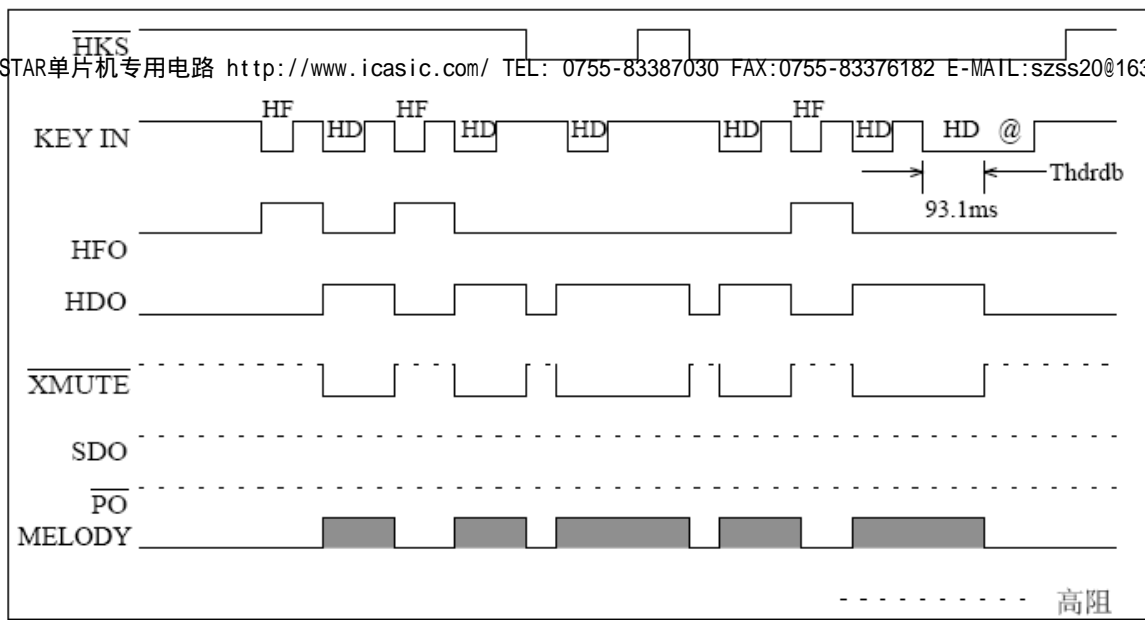 HKS
STAR单片机专用电路 http://www.icasic.com/ TEL: 0755-83387030 FAX:0755-83376182 E-MAIL:szss20@163
HF HF HF
KEY IN HD HD HD HD HD HD @
Thdrdb
93.1ms
HFO
HDO
XMUTE
SDO
PO
MELODY
高阻